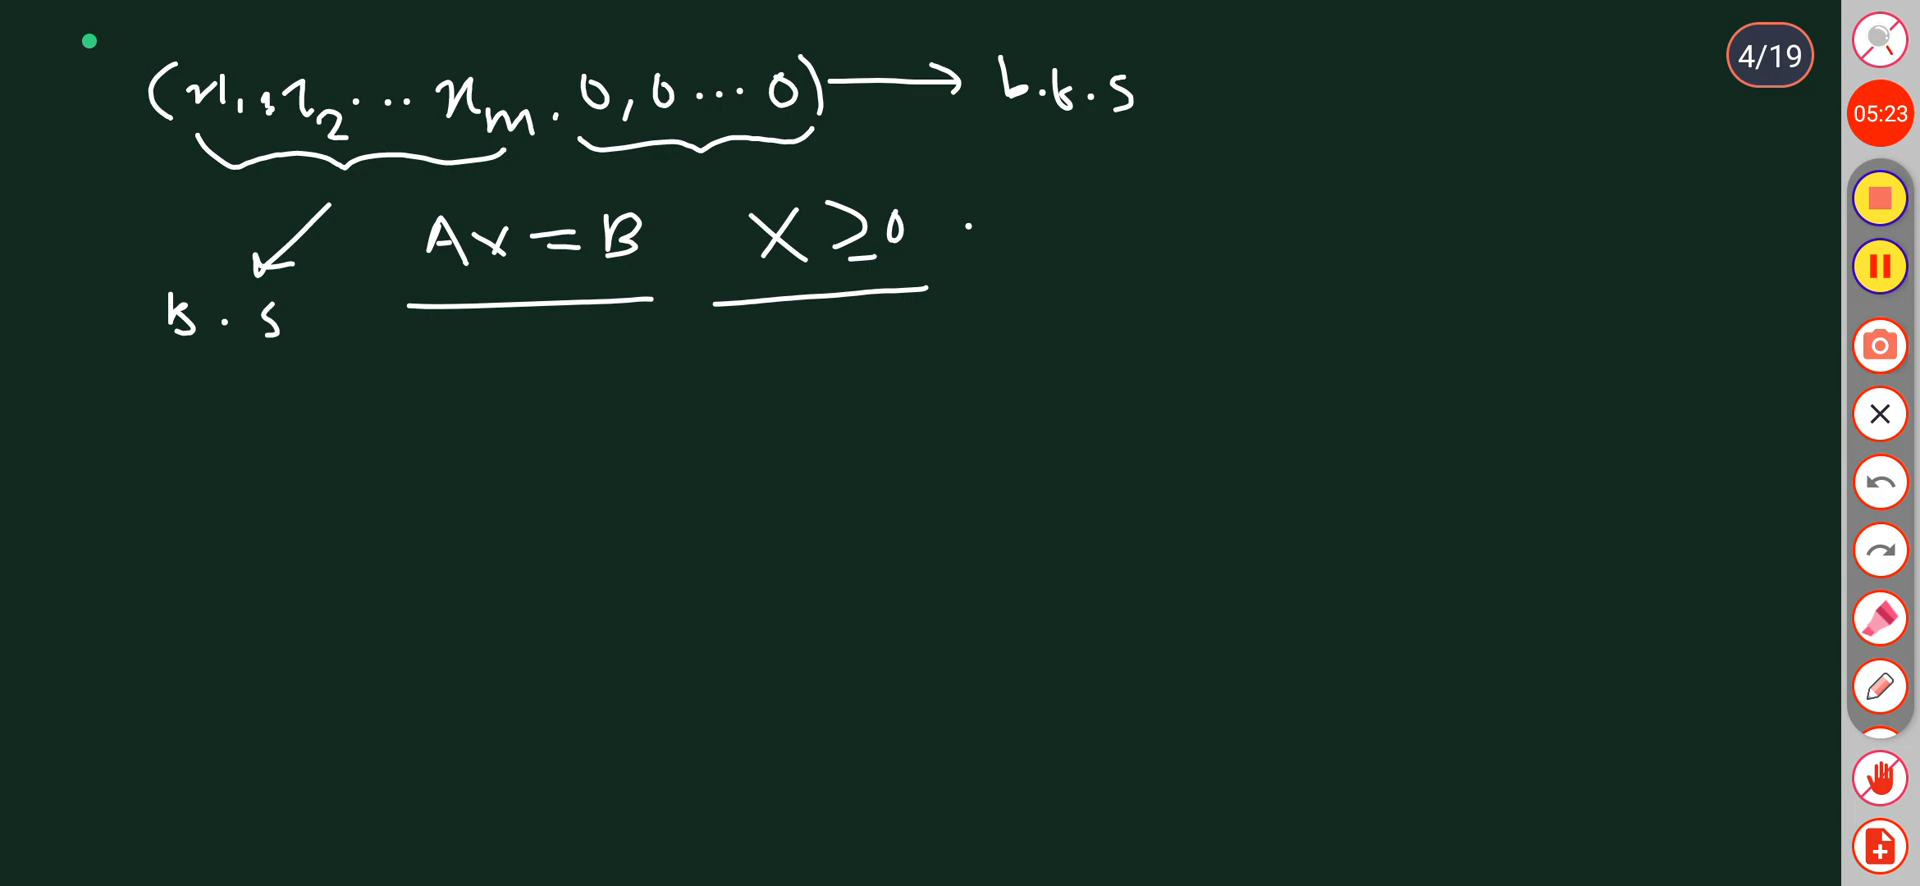 4/19
(x₁, x₂ ... xₘ. 0, 0 ... 0) → b.f.s
05:23
AX = B X ≥ 0 .
f.s